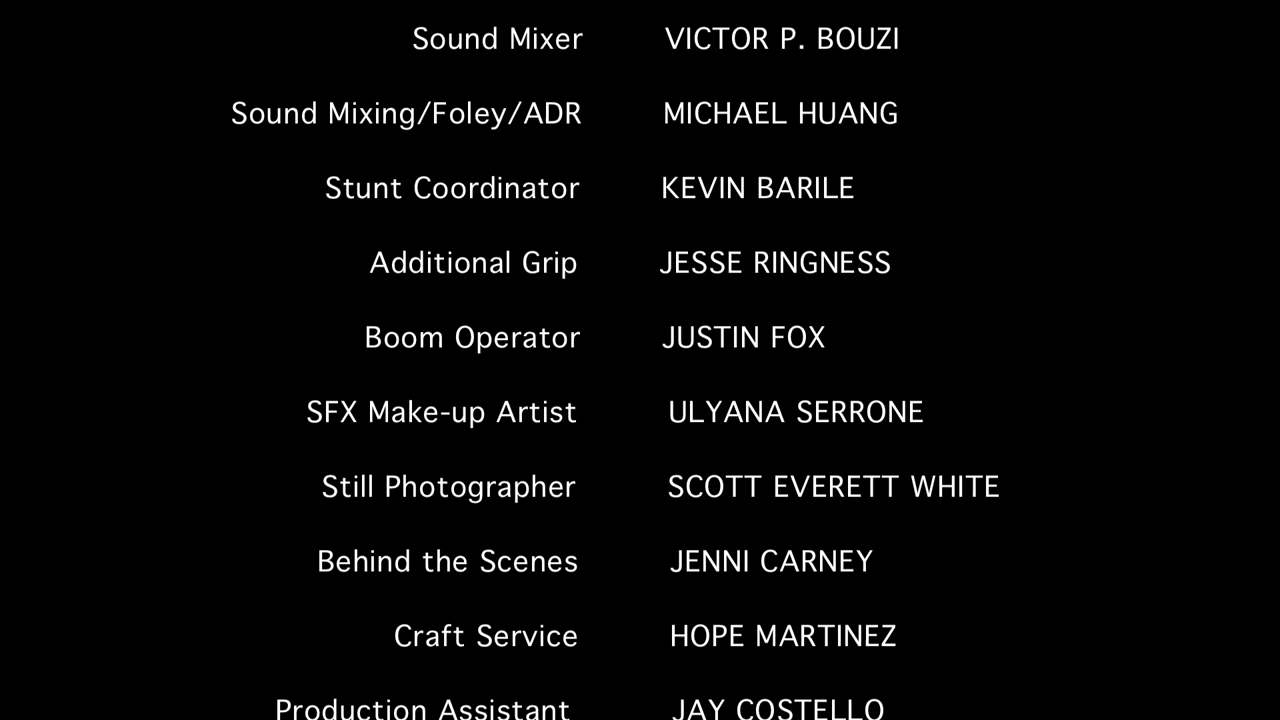 Sound Mixer VICTOR P. BOUZI
Sound Mixing/Foley/ADR MICHAEL HUANG
Stunt Coordinator KEVIN BARILE
Additional Grip JESSE RINGNESS
Boom Operator JUSTIN FOX
SFX Make-up Artist ULYANA SERRONE
Still Photographer SCOTT EVERETT WHITE
Behind the Scenes JENNI CARNEY
Craft Service HOPE MARTINEZ
Production Assistant JAY COSTELLO